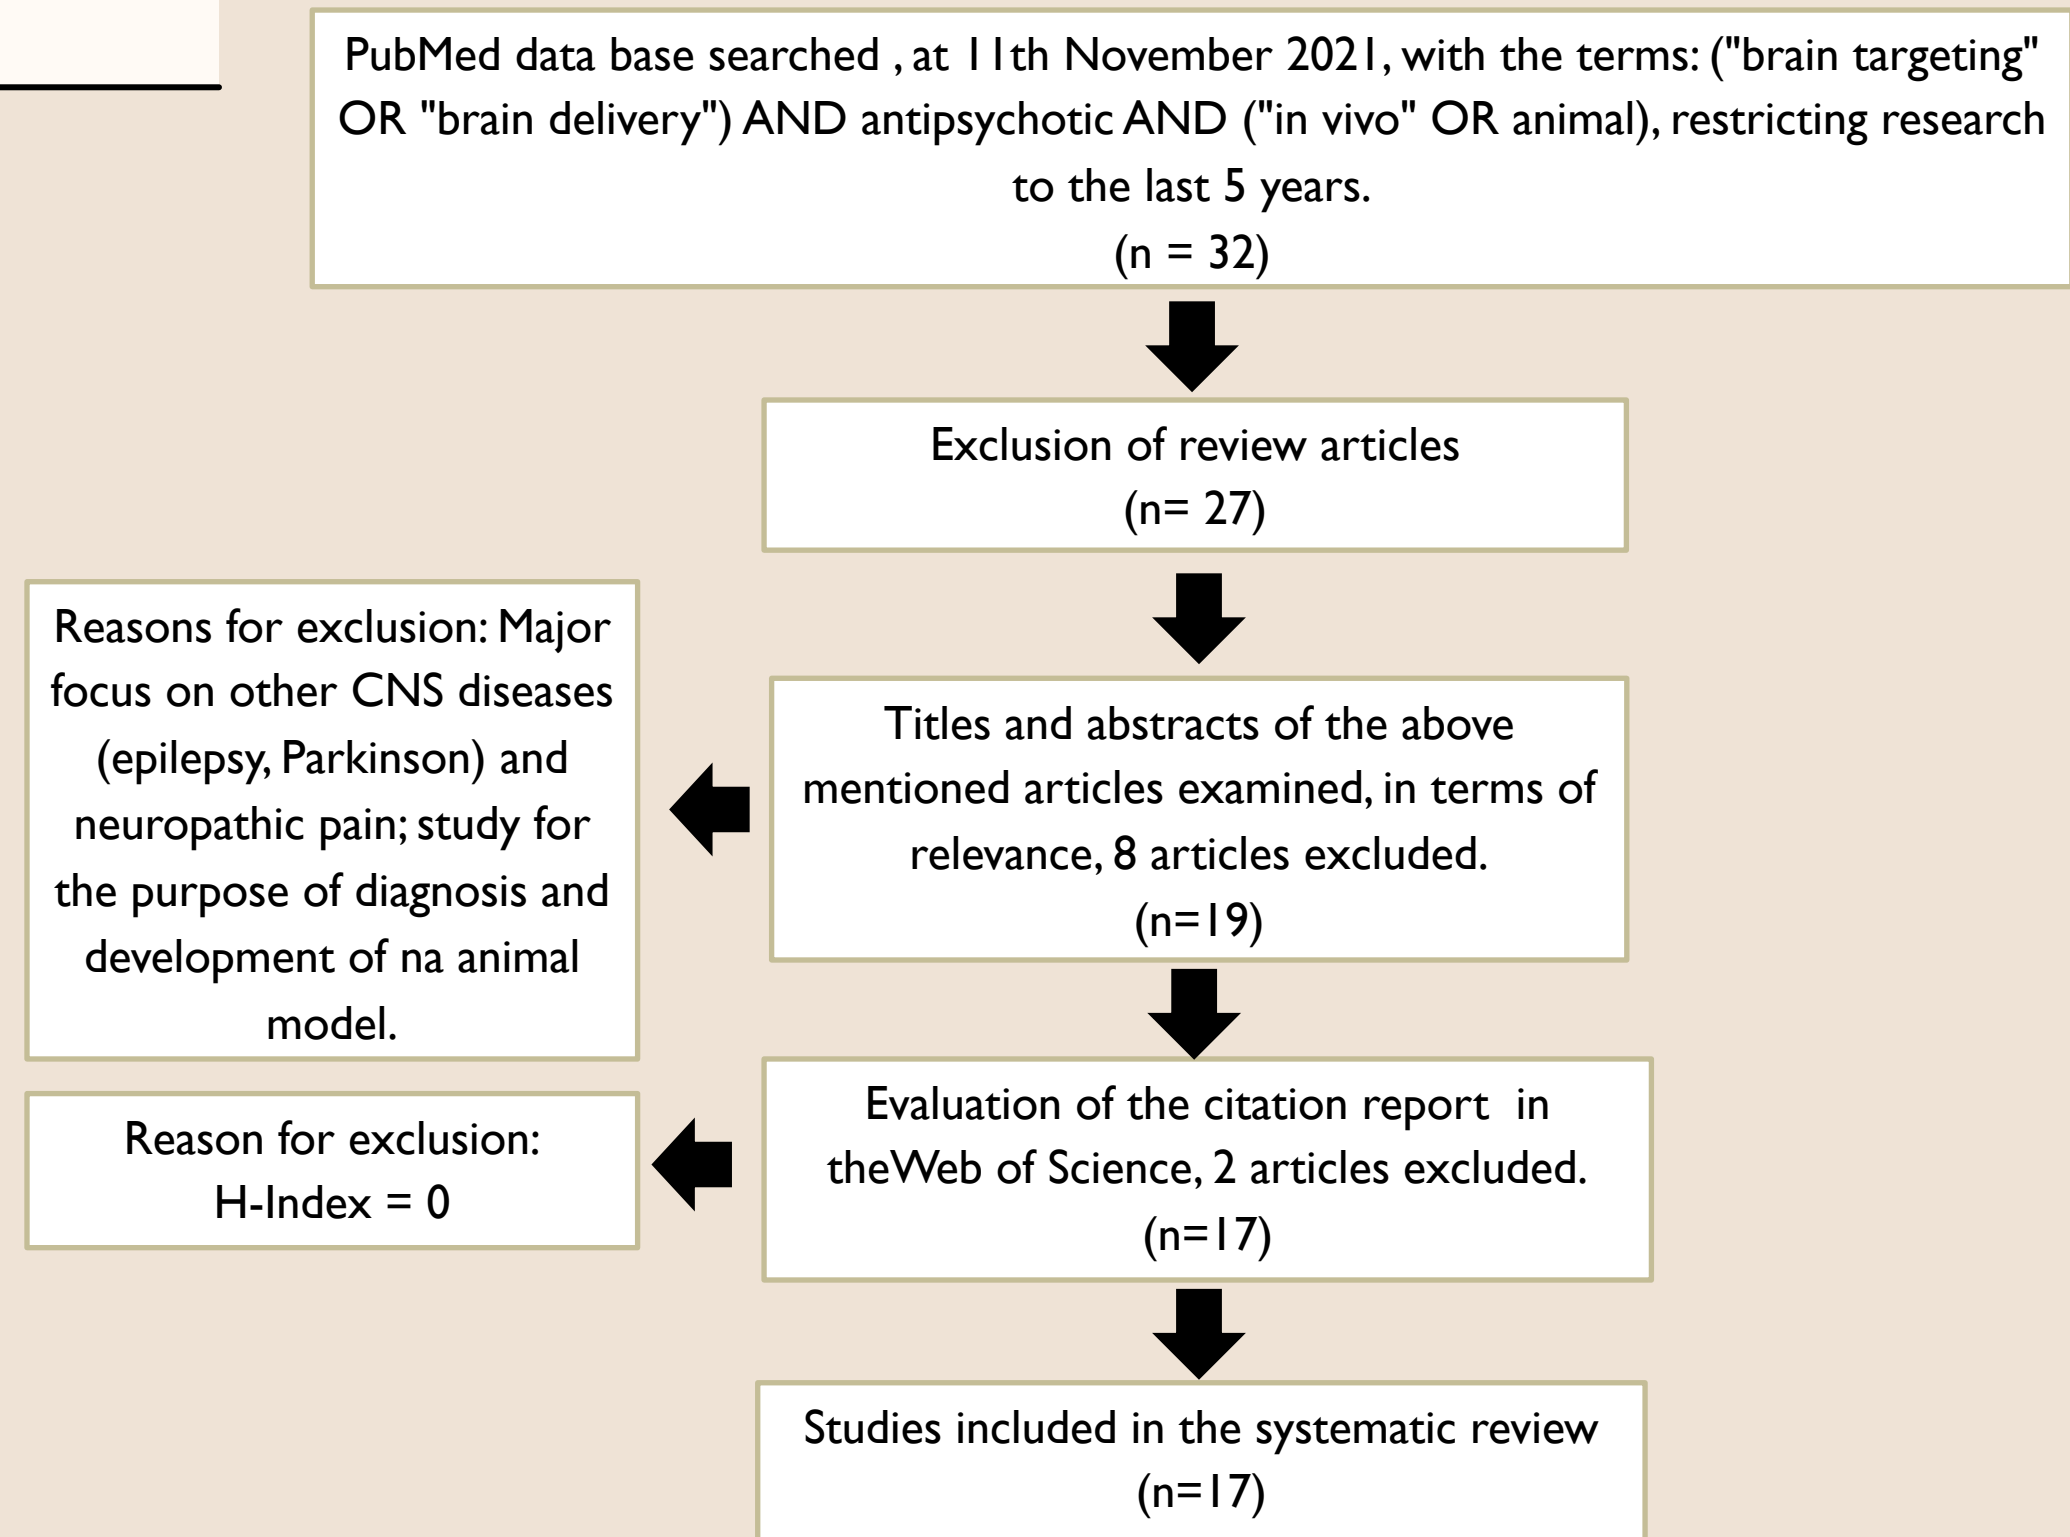 PubMed data base searched , at 11th November 2021, with the terms: ("brain targeting"
OR "brain delivery") AND antipsychotic AND ("in vivo" OR animal), restricting research
to the last 5 years.
(n = 32)
Exclusion of review articles
(n= 27)
Reasons for exclusion: Major
focus on other CNS diseases
(epilepsy, Parkinson) and
neuropathic pain; study for
the purpose of diagnosis and
development of na animal
model.
Titles and abstracts of the above
mentioned articles examined, in terms of
relevance, 8 articles excluded.
(n=19)
Reason for exclusion:
H-Index = 0
Evaluation of the citation report in
theWeb of Science, 2 articles excluded.
(n=17)
Studies included in the systematic review
(n=17)